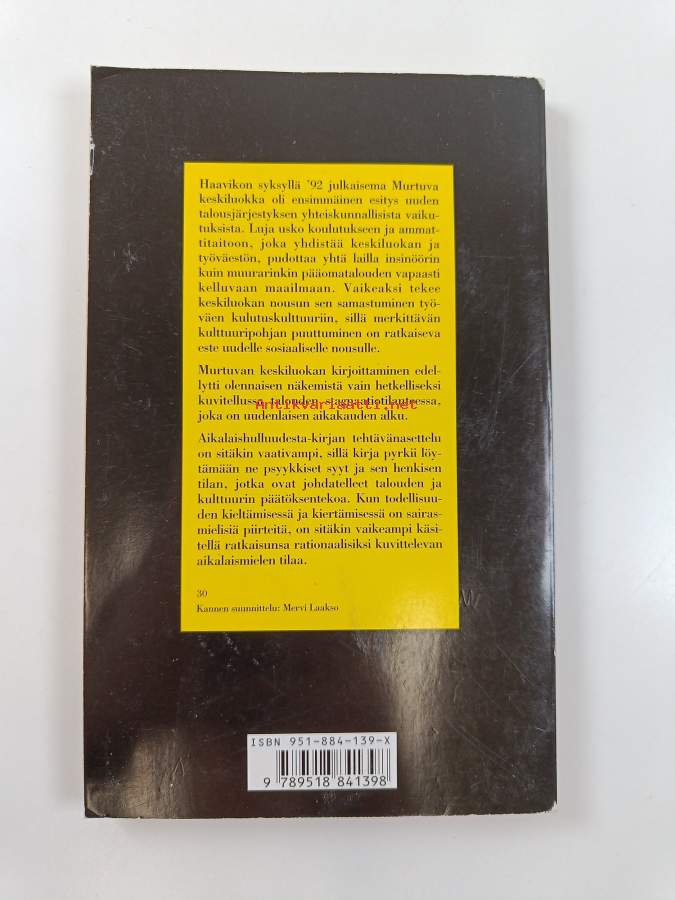 Haavikon syksyllä '92 julkaisema Murtuva
keskiluokka oli ensimmäinen esitys uuden
talousjärjestyksen yhteiskunnallisista vaiku-
tuksista. Luja usko koulutukseen ja ammat-
titaitoon, joka yhdistää keskiluokan ja
työväestön, pudottaa yhtä lailla insinöörin
kuin muurarinkin pääomatalouden vapaasti
kelluvaan maailmaan. Vaikeaksi tekee
keskiluokan nousun sen samastuminen työ-
väen kulutuskulttuuriin, sillä merkittävän
kulttuuripohjan puuttuminen on ratkaiseva
este uudelle sosiaaliselle nousulle.
Murtuvan keskiluokan kirjoittaminen edel-
lytti olennaisen näkemistä vain hetkelliseksi
kuvitellussa talouden stagnaatiotilanteessa,
Antikvariaatti.net
joka on uudenlaisen aikakauden alku.
Aikalaishulluudesta-kirjan tehtävänasettelu
on sitäkin vaativampi, sillä kirja pyrkii löy-
tämään ne psyykkiset syyt ja sen henkisen
tilan, jotka ovat johdatelleet talouden ja
kulttuurin päätöksentekoa. Kun todellisuu-
den kieltämisessä ja kiertämisessä on sairas-
mielisiä piirteitä, on sitäkin vaikeampi käsi-
tellä ratkaisunsa rationaalisiksi kuvittelevan
aikalaismielen tilaa.
30
Kannen suunnittelu: Mervi Laakso
ISBN 951-884-139-X
9 789518 841398